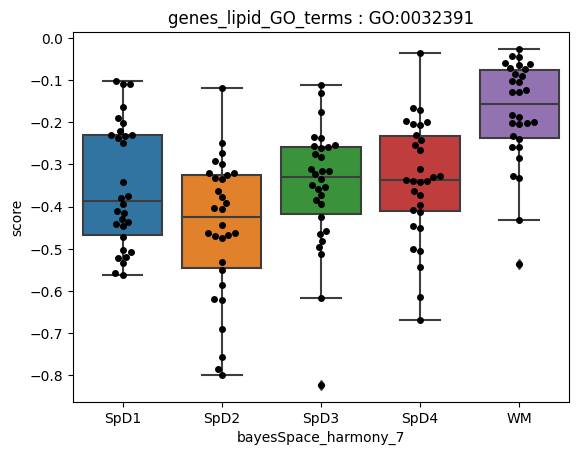 genes_lipid_GO_terms : GO:0032391
0.0
−0.1
−0.2
−0.3
−0.4
−0.5
−0.6
−0.7
−0.8
score
SpD1 SpD2 SpD3 SpD4 WM
bayesSpace_harmony_7